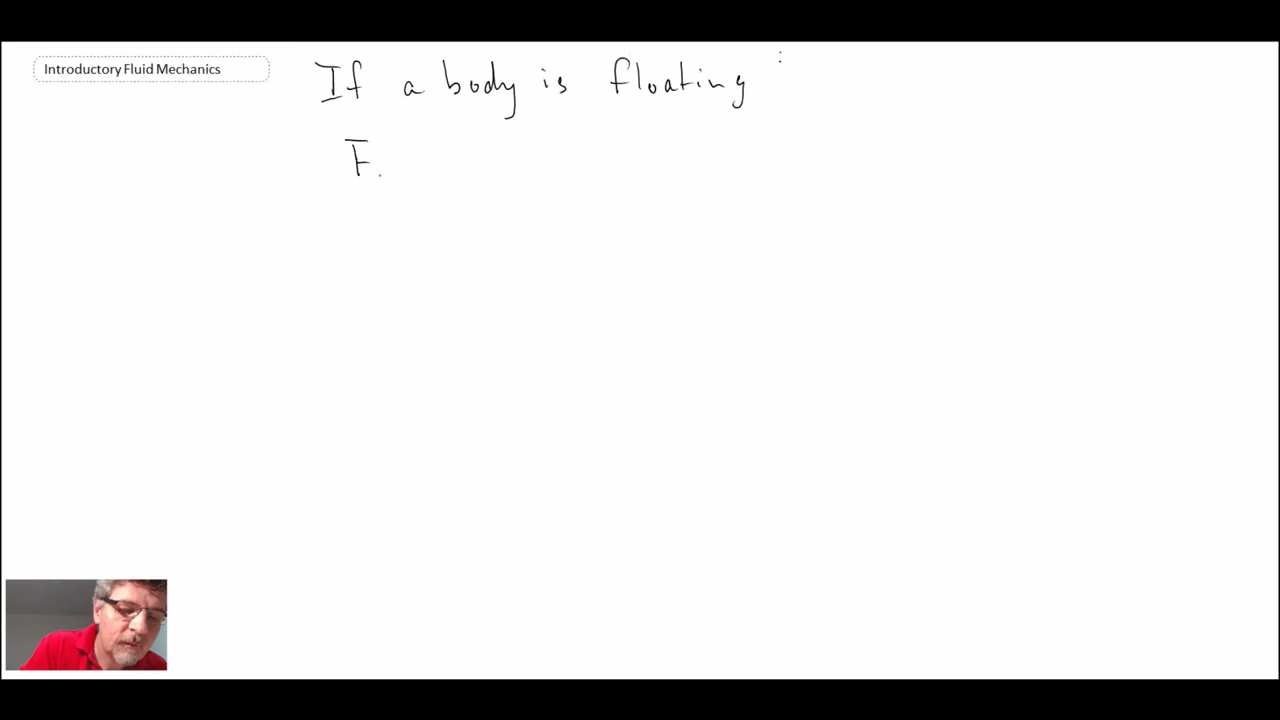 Introductory Fluid Mechanics
If a body is floating :
F